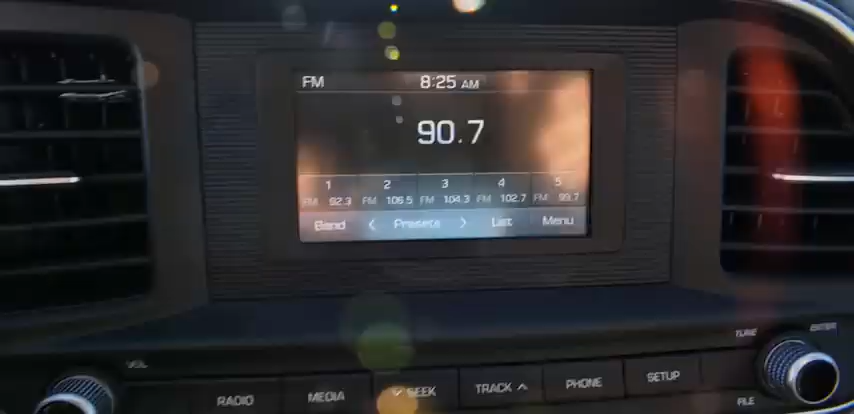 FM 8:25 AM
90.7
1 2 3 4 5
FM 92.3 FM 106.5 FM 104.3 FM 102.7 FM 99.7
Band < Presets > List Menu
VOL TUNE ENTER
RADIO MEDIA SEEK TRACK PHONE SETUP FILE